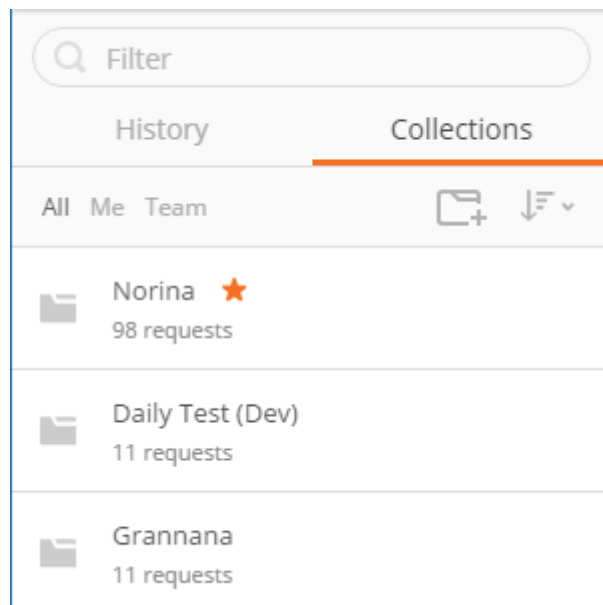 Filter
History Collections
All Me Team
Norina
98 requests
Daily Test (Dev)
11 requests
Grannana
11 requests